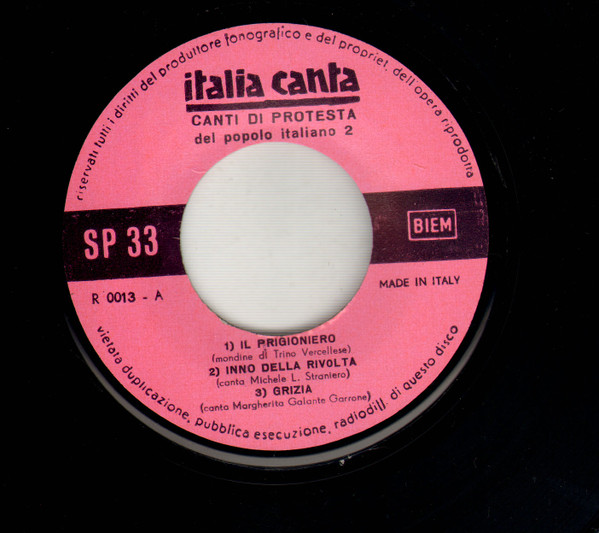 riservati tutti i diritti del produttore fonografico e del propriet. dell'opera riprodotta
italia canta
CANTI DI PROTESTA
del popolo italiano 2
SP 33
BIEM
R 0013 - A
MADE IN ITALY
1) IL PRIGIONIERO
(mondine di Trino Vercellese)
2) INNO DELLA RIVOLTA
(canta Michele L. Straniero)
3) GRIZIA
(canta Margherita Galante Garrone)
vietata duplicazione, pubblica esecuzione, radiodiff. di questo disco